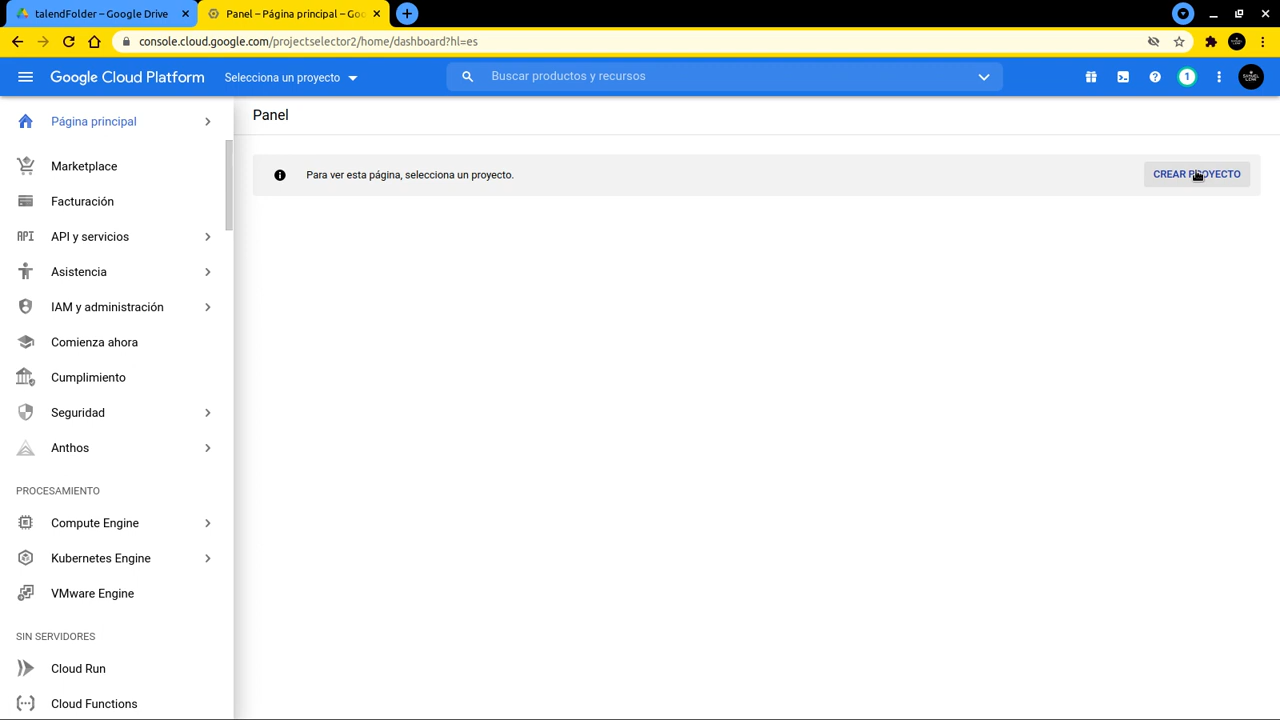 talendFolder – Google Drive
Panel – Página principal – Goo
console.cloud.google.com/projectselector2/home/dashboard?hl=es
Google Cloud Platform
Selecciona un proyecto
Buscar productos y recursos
1
Página principal
Panel
Para ver esta página, selecciona un proyecto.
CREAR PROYECTO
Marketplace
Facturación
API
API y servicios
Asistencia
IAM y administración
Comienza ahora
Cumplimiento
Seguridad
Anthos
PROCESAMIENTO
Compute Engine
Kubernetes Engine
VMware Engine
SIN SERVIDORES
Cloud Run
Cloud Functions